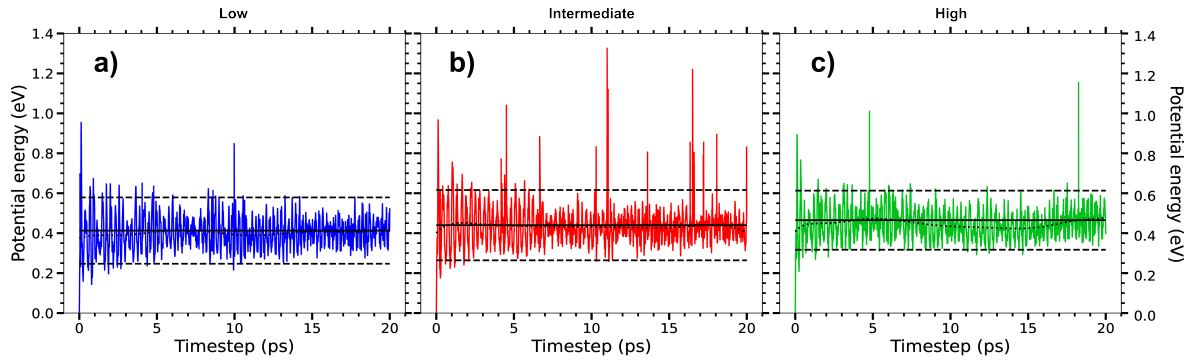 Low Intermediate High
a) b) c)
Potential energy (eV)
1.4
1.2
1.0
0.8
0.6
0.4
0.2
0.0
1.4
1.2
1.0
0.8
0.6
0.4
0.2
0.0
Potential energy (eV)
0 5 10 15 20 0 5 10 15 20 0 5 10 15 20
Timestep (ps) Timestep (ps) Timestep (ps)